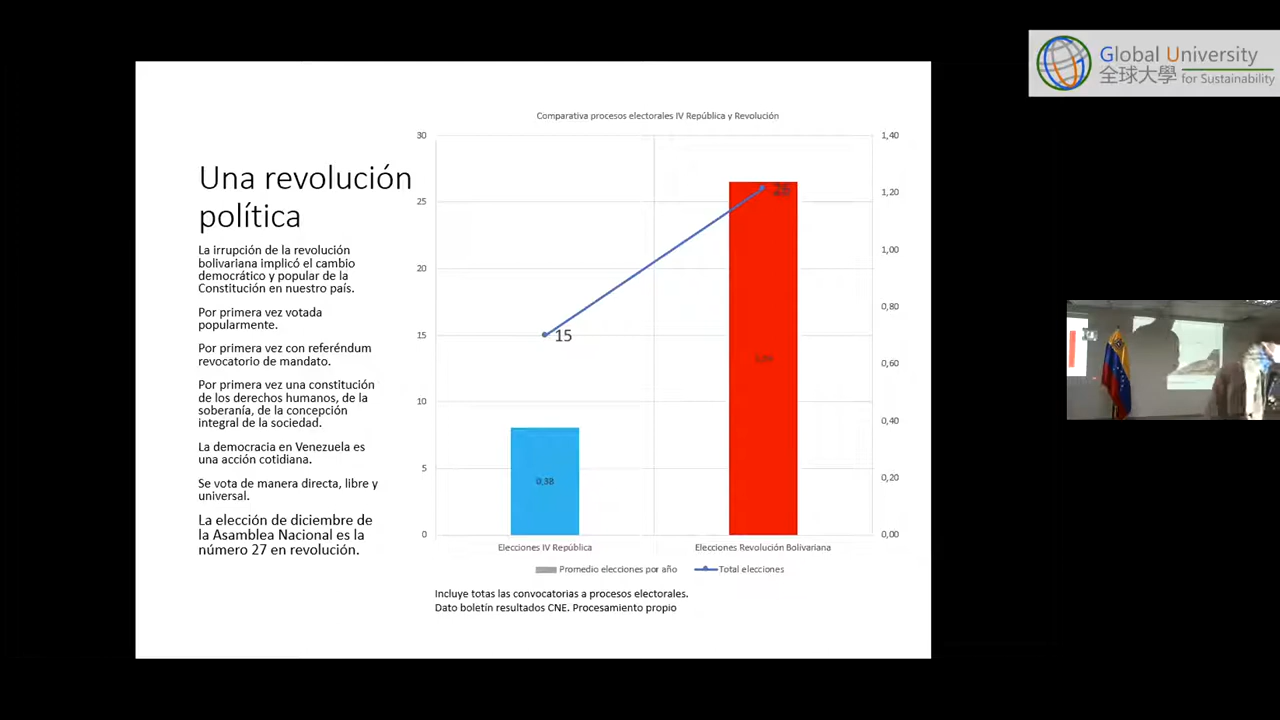 Global University
全球大學 for Sustainability
Una revolución
política
La irrupción de la revolución
bolivariana implicó el cambio
democrático y popular de la
Constitución en nuestro país.
Por primera vez votada
popularmente.
Por primera vez con referéndum
revocatorio de mandato.
Por primera vez una constitución
de los derechos humanos, de la
soberanía, de la concepción
integral de la sociedad.
La democracia en Venezuela es
una acción cotidiana.
Se vota de manera directa, libre y
universal.
La elección de diciembre de
la Asamblea Nacional es la
número 27 en revolución.
Comparativa procesos electorales IV República y Revolución
30
25
20
15
10
5
0
1,40
1,20
1,00
0,80
0,60
0,40
0,20
0,00
15
0,38
Elecciones IV República
Elecciones Revolución Bolivariana
Promedio elecciones por año
Total elecciones
Incluye totas las convocatorias a procesos electorales.
Dato boletín resultados CNE. Procesamiento propio